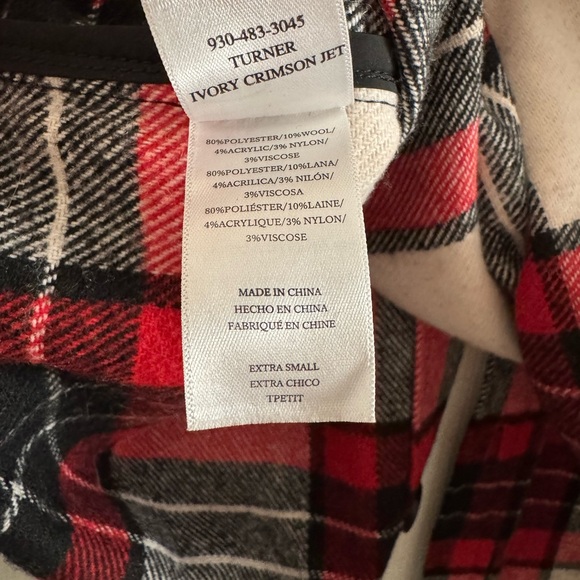 930-483-3045
TURNER
IVORY CRIMSON JET
80%POLYESTER/10%WOOL/
4%ACRYLIC/3% NYLON/
3%VISCOSE
80%POLYESTER/10%LANA/
4%ACRILICA/3% NILÓN/
3%VISCOSA
80%POLIÉSTER/10%LAINE/
4%ACRYLIQUE/3% NYLON/
3%VISCOSE
MADE IN CHINA
HECHO EN CHINA
FABRIQUÉ EN CHINE
EXTRA SMALL
EXTRA CHICO
TPETIT